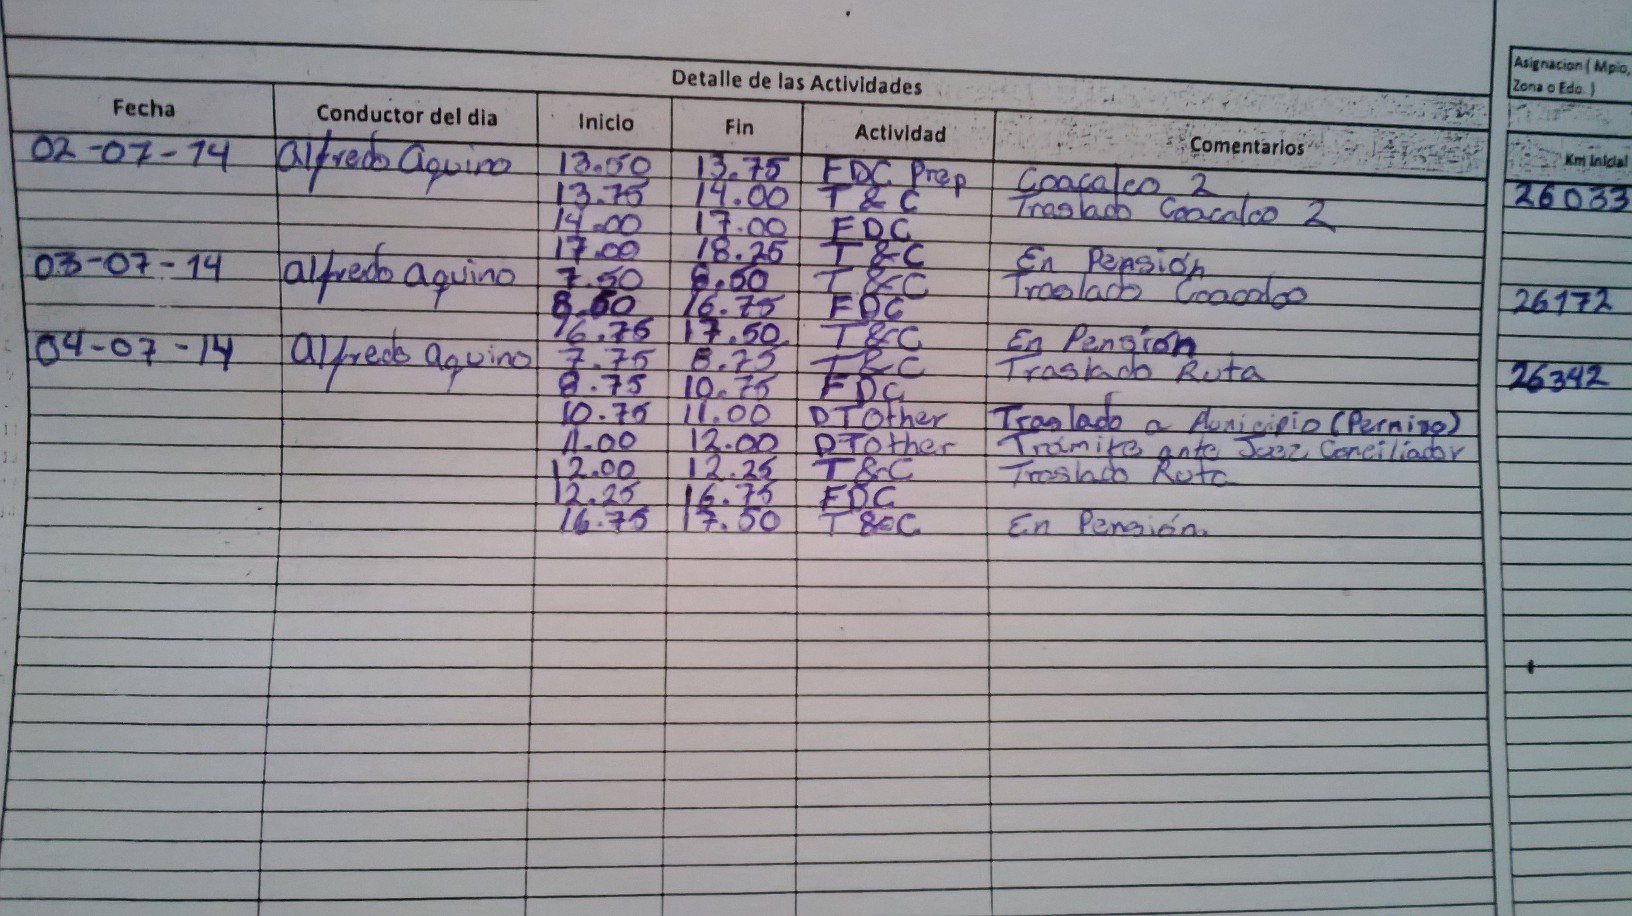 Detalle de las Actividades
Asignacion ( Mpio,
Zona o Edo. )
Fecha Conductor del dia Inicio Fin Actividad Comentarios Km Inicial
02-07-14 Alfredo Aquino 13.50 13.75 FDC Prep Coacalco 2 26033
13.75 14.00 T & C Traslado Coacalco 2
14.00 17.00 FDC
17.00 18.25 T & C En Pensión
03-07-14 Alfredo Aquino 7.50 8.50 T & C Traslado Coacalco 26172
8.50 16.75 FDC
16.75 17.50 T & C En Pensión
04-07-14 Alfredo Aquino 7.75 8.75 T & C Traslado Ruta 26342
8.75 10.75 FDC
10.75 11.00 DTOther Traslado a Municipio (Permiso)
11.00 12.00 DTOther Trámite ante Juez Conciliador
12.00 12.25 T & C Traslado Ruta
12.25 16.75 FDC
16.75 17.50 T & C En Pensión.